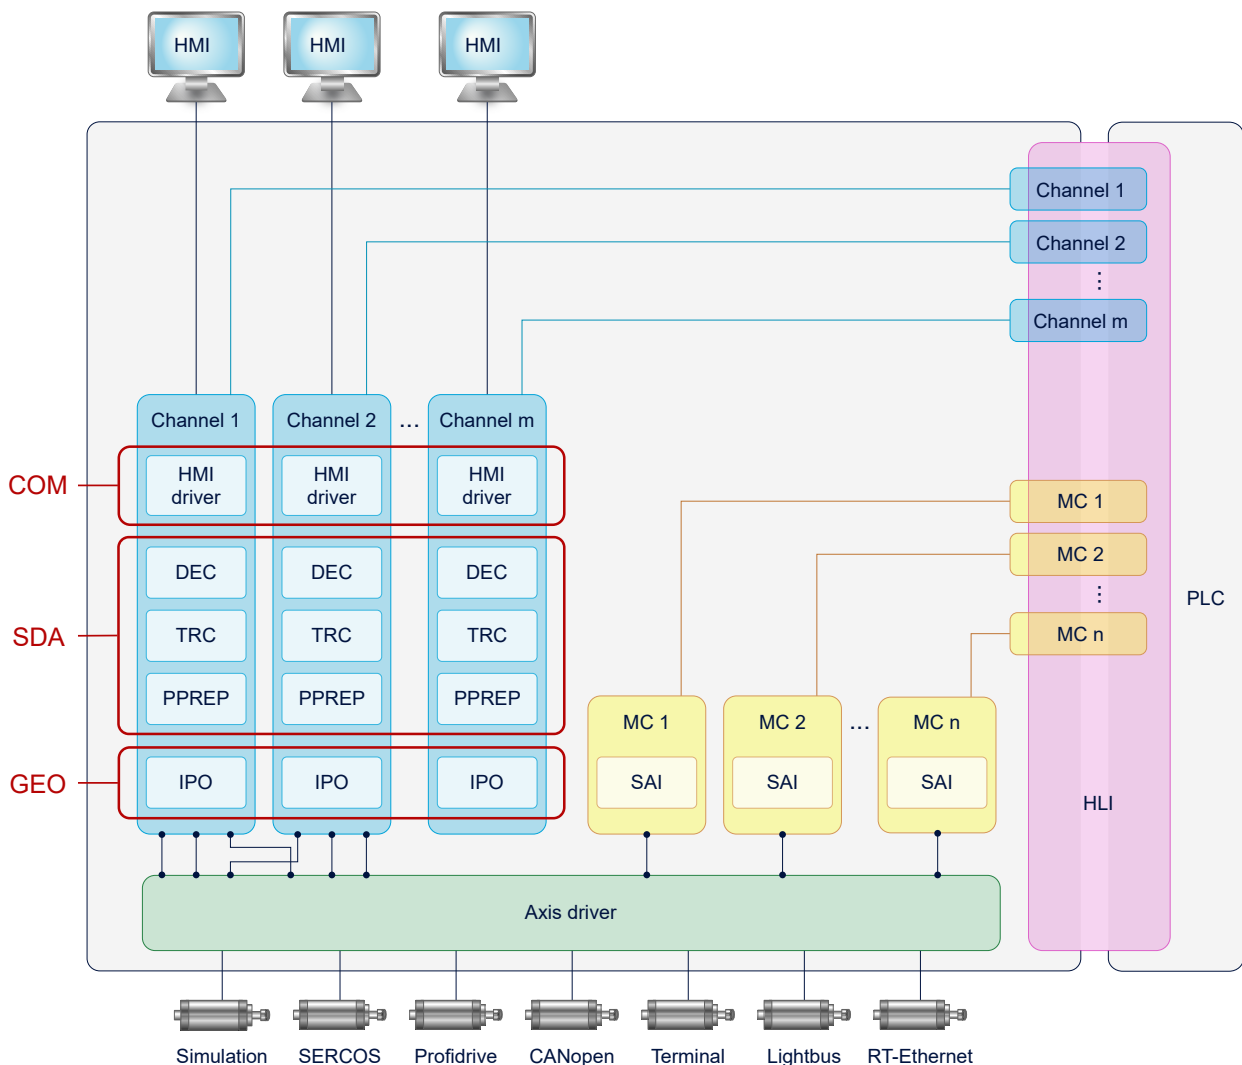 HMI
HMI
HMI
Channel 1
Channel 2
⋮
Channel m
Channel 1
Channel 2
...
Channel m
COM
HMI
driver
HMI
driver
HMI
driver
MC 1
MC 2
⋮
MC n
SDA
DEC
DEC
DEC
TRC
TRC
TRC
PPREP
PPREP
PPREP
PLC
MC 1
MC 2
...
MC n
GEO
IPO
IPO
IPO
SAI
SAI
SAI
HLI
Axis driver
Simulation
SERCOS
Profidrive
CANopen
Terminal
Lightbus
RT-Ethernet